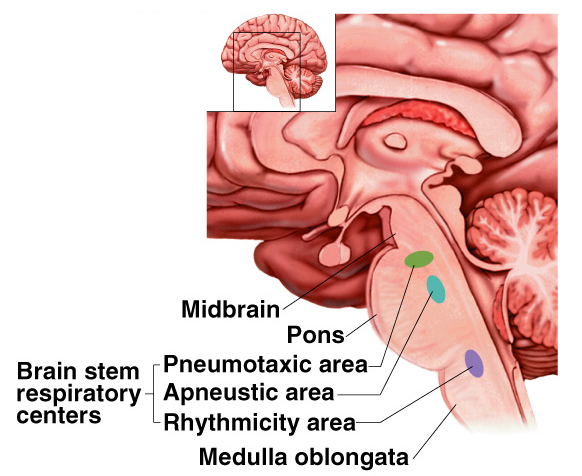 Midbrain
Pons
Brain stem
respiratory
centers
Pneumotaxic area
Apneustic area
Rhythmicity area
Medulla oblongata